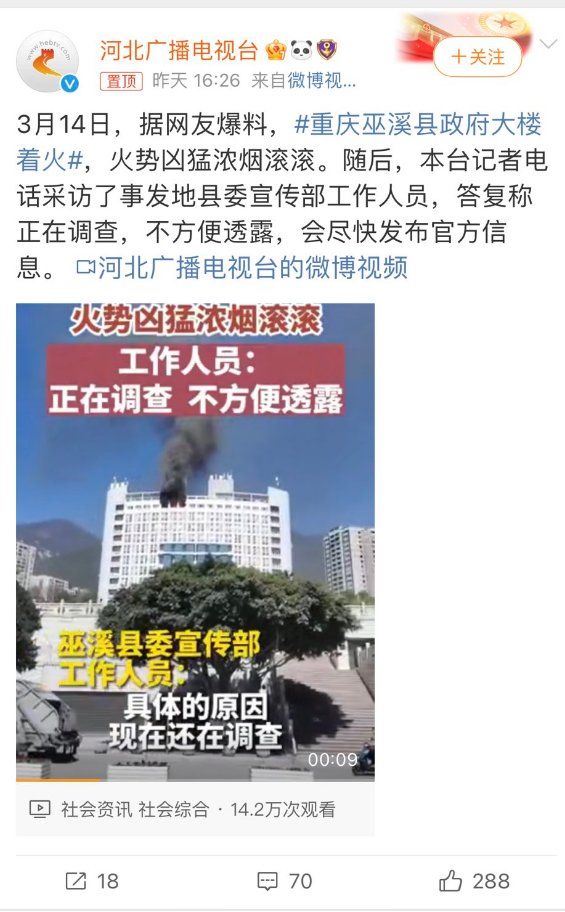 www.hebtv.com
河北广播电视台
+关注
置顶 昨天 16:26 来自微博视...
3月14日，据网友爆料，#重庆巫溪县政府大楼
着火#，火势凶猛浓烟滚滚。随后，本台记者电
话采访了事发地县委宣传部工作人员，答复称
正在调查，不方便透露，会尽快发布官方信
息。 河北广播电视台的微博视频
火势凶猛浓烟滚滚
工作人员：
正在调查 不方便透露
巫溪县委宣传部
工作人员：
具体的原因
现在还在调查
00:09
社会资讯 社会综合 · 14.2万次观看
18
70
288